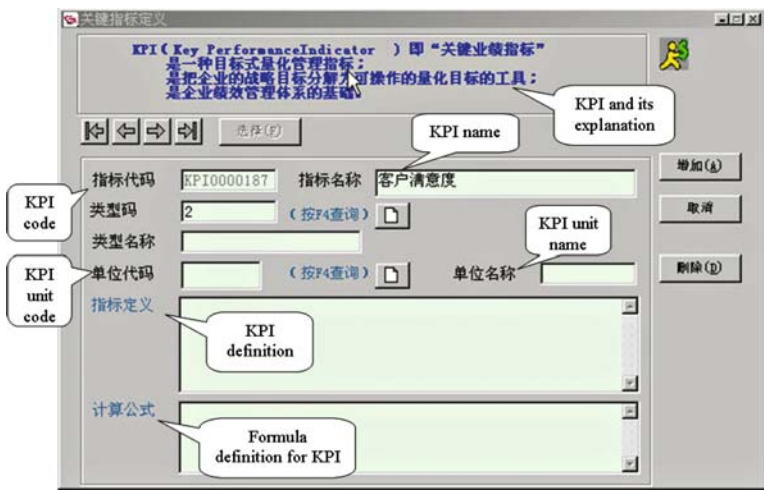 关键指标定义
KPI(Key PerformanceIndicator ) 即“关键业绩指标”
是一种目标式量化管理指标;
是把企业的战略目标分解为可操作的量化目标的工具;
是企业绩效管理体系的基础。
KPI and its
explanation
选择(F)
KPI name
增加(A)
指标代码 KPI0000187 指标名称 客户满意度
KPI
code
类型码 2 (按F4查询)
KPI unit
name
取消
类型名称
KPI
unit
code
单位代码 (按F4查询) 单位名称
删除(D)
指标定义
KPI
definition
计算公式
Formula
definition for KPI